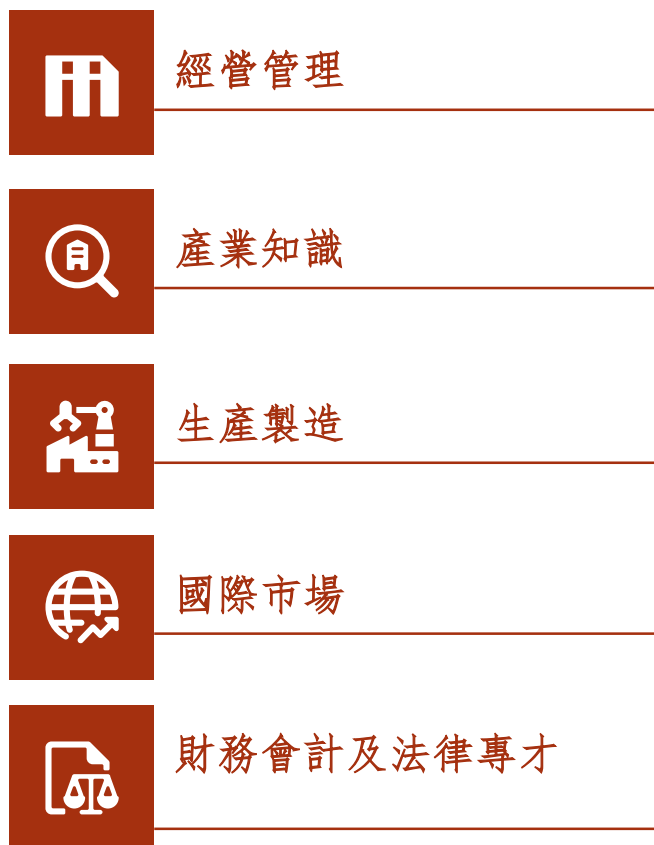 經營管理
產業知識
生產製造
國際市場
財務會計及法律專才